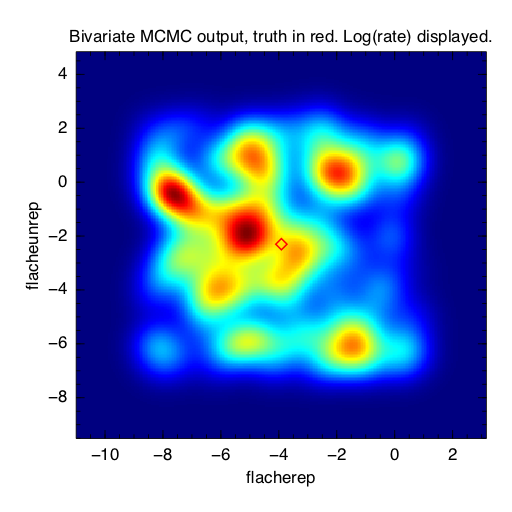 Bivariate MCMC output, truth in red. Log(rate) displayed.
4
2
0
−2
−4
−6
−8
flacheunrep
−10 −8 −6 −4 −2 0 2
flacherep